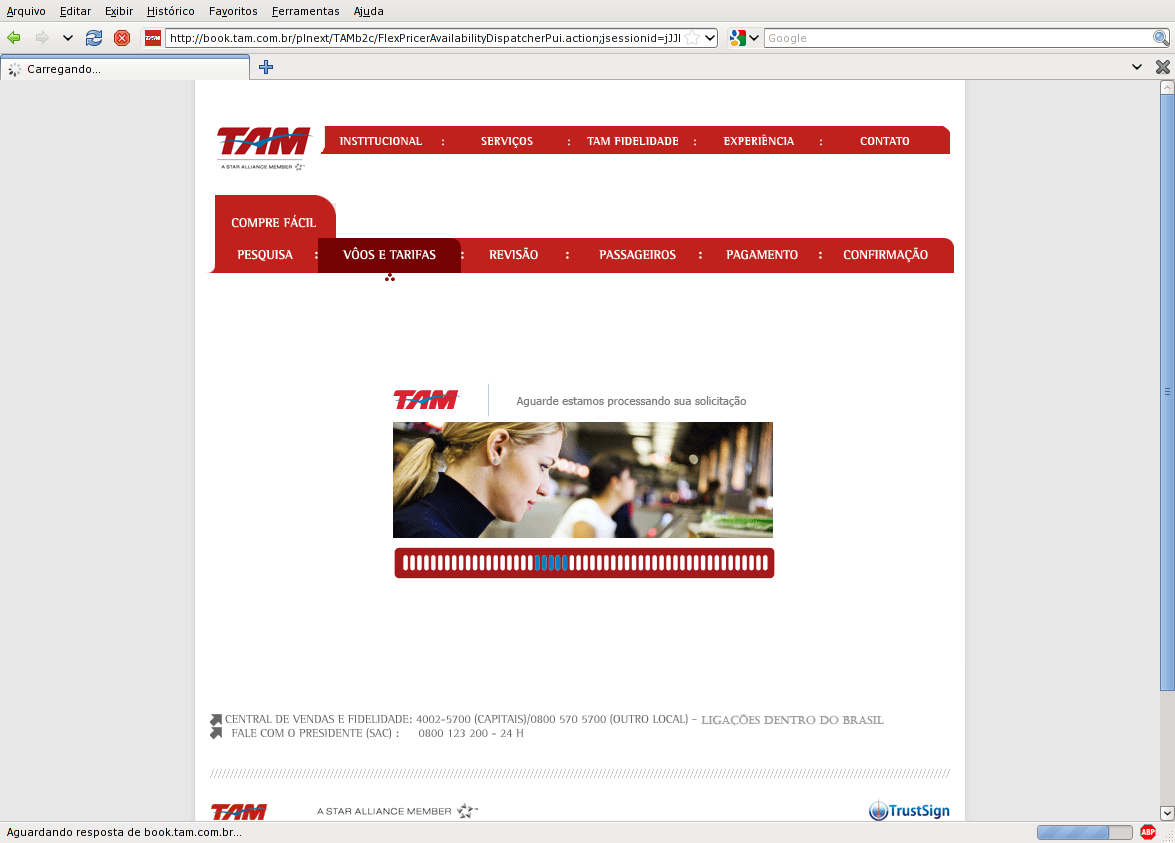 Arquivo Editar Exibir Histórico Favoritos Ferramentas Ajuda
TAM http://book.tam.com.br/plnext/TAMb2c/FlexPricerAvailabilityDispatcherPui.action;jsessionid=jJJl Google
Carregando...
TAM
A STAR ALLIANCE MEMBER
INSTITUCIONAL : SERVIÇOS : TAM FIDELIDADE : EXPERIÊNCIA : CONTATO
COMPRE FÁCIL
PESQUISA : VÔOS E TARIFAS : REVISÃO : PASSAGEIROS : PAGAMENTO : CONFIRMAÇÃO
TAM Aguarde estamos processando sua solicitação
CENTRAL DE VENDAS E FIDELIDADE: 4002-5700 (CAPITAIS)/0800 570 5700 (OUTRO LOCAL) - LIGAÇÕES DENTRO DO BRASIL
FALE COM O PRESIDENTE (SAC) : 0800 123 200 - 24 H
TAM A STAR ALLIANCE MEMBER TrustSign
Aguardando resposta de book.tam.com.br... ABP